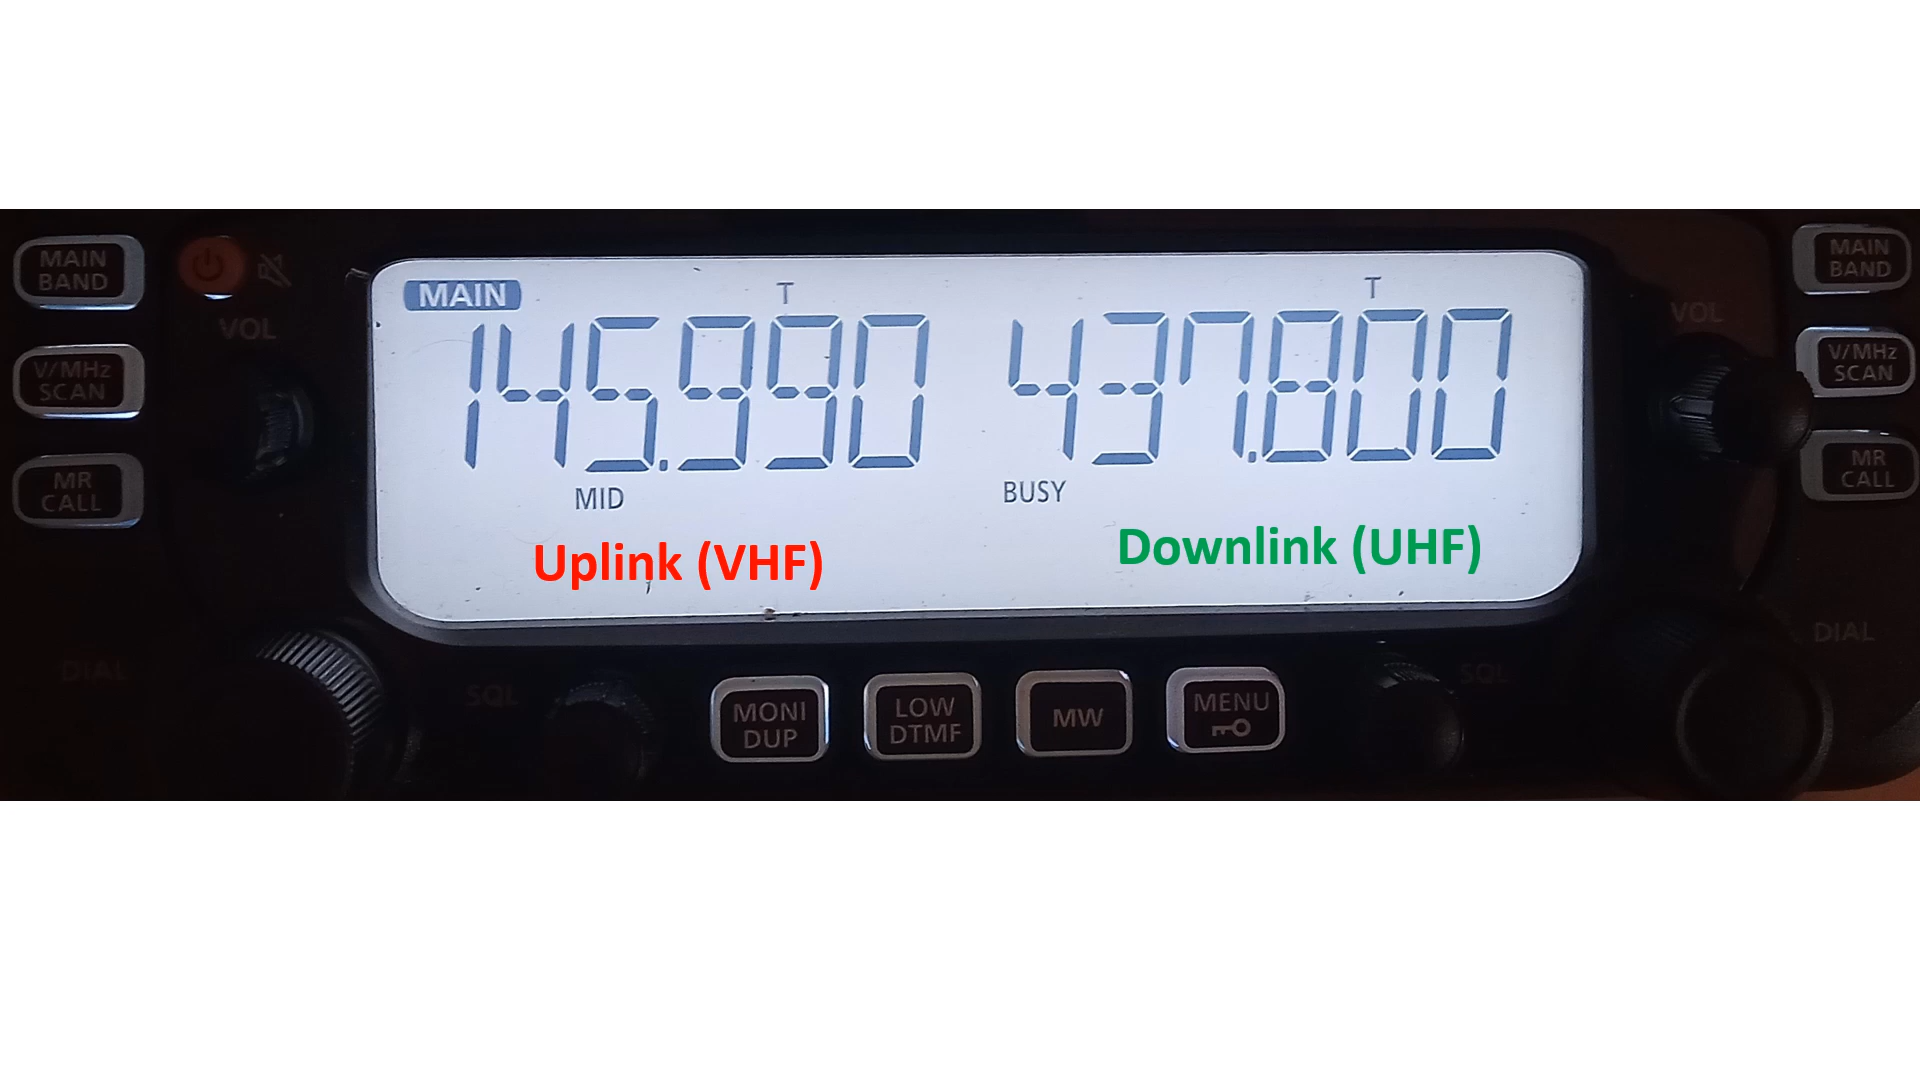 MAIN
BAND
V/MHz
SCAN
MR
CALL
VOL
DIAL
SQL
MAIN
T
T
145.990
437.800
MID
BUSY
Uplink (VHF)
Downlink (UHF)
MONI
DUP
LOW
DTMF
MW
MENU
SQL
VOL
DIAL
MAIN
BAND
V/MHz
SCAN
MR
CALL